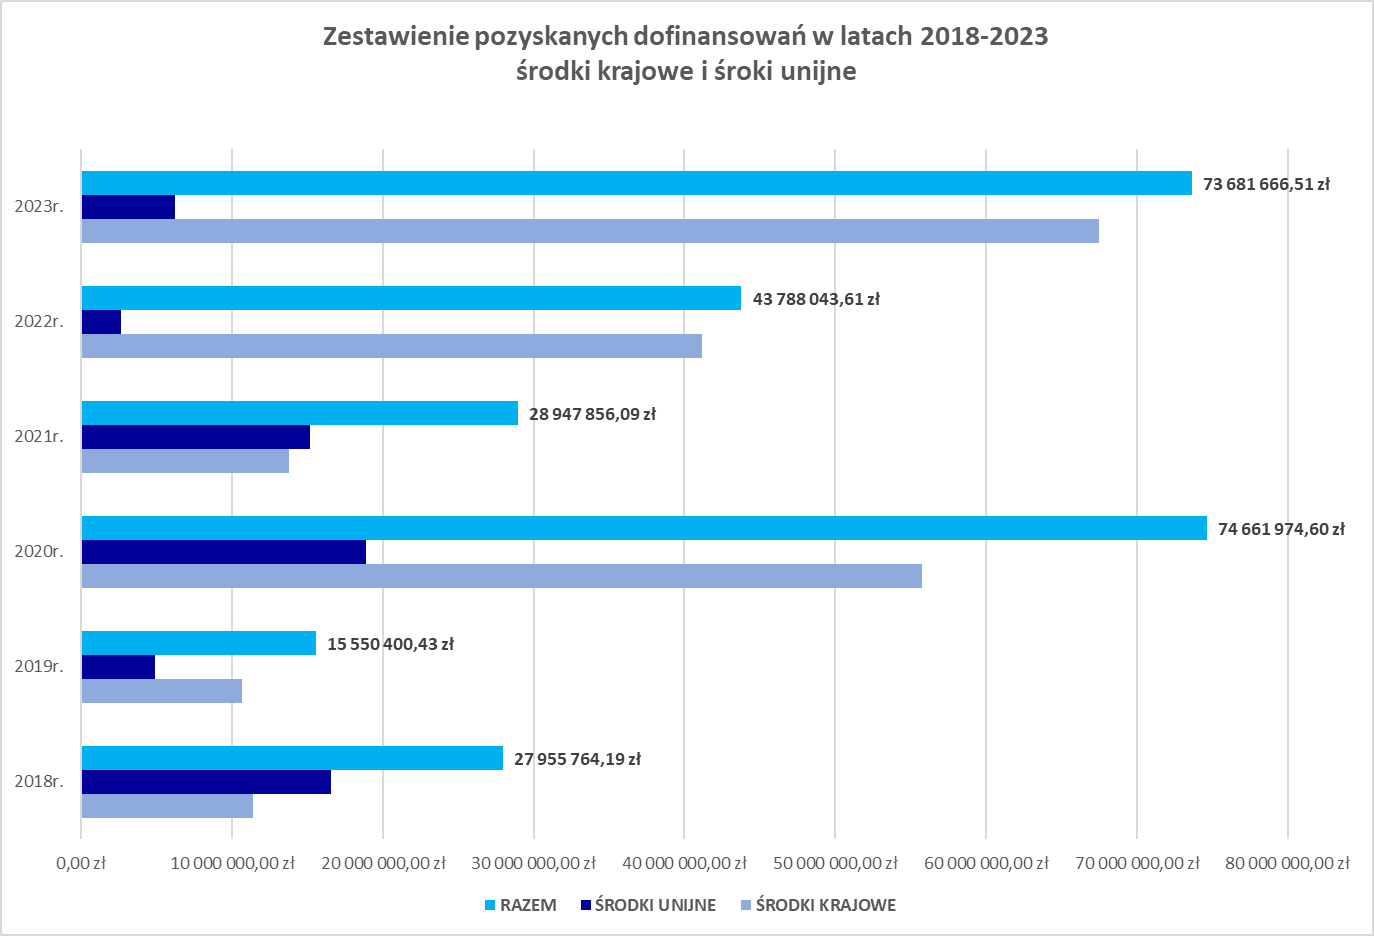 Zestawienie pozyskanych dofinansowań w latach 2018-2023
środki krajowe i śroki unijne
73 681 666,51 zł
2023r.
43 788 043,61 zł
2022r.
28 947 856,09 zł
2021r.
74 661 974,60 zł
2020r.
15 550 400,43 zł
2019r.
27 955 764,19 zł
2018r.
0,00 zł 10 000 000,00 zł 20 000 000,00 zł 30 000 000,00 zł 40 000 000,00 zł 50 000 000,00 zł 60 000 000,00 zł 70 000 000,00 zł 80 000 000,00 zł
RAZEM ŚRODKI UNIJNE ŚRODKI KRAJOWE